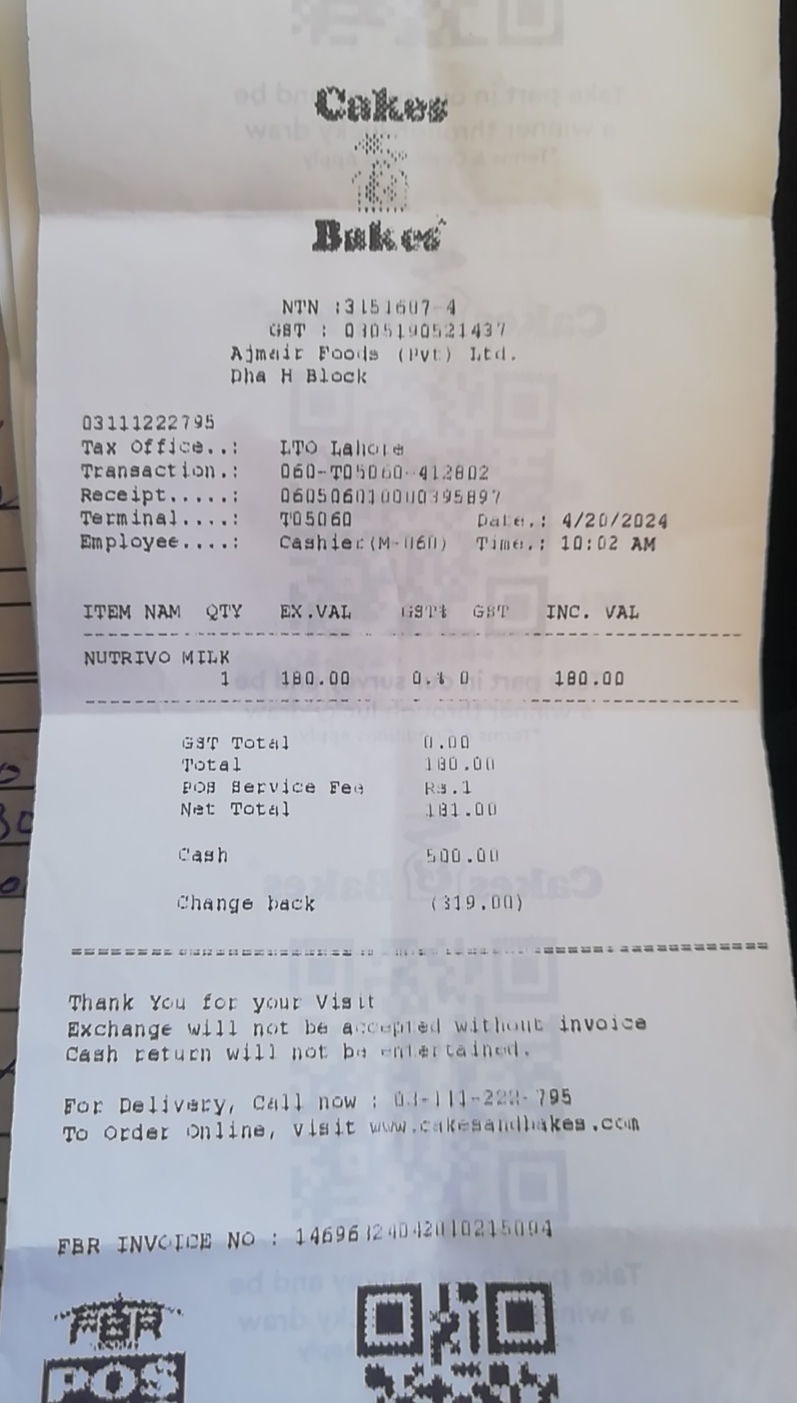 Cakes
Bakes
NTN :3151607-4
GST : 0305190521437
Ajmair Foods (Pvt) Ltd.
Dha H Block
03111222795
Tax Office..: LTO Lahore
Transaction.: 060-T05060-412802
Receipt.....: 060506010000395897
Terminal....: T05060 Date.: 4/20/2024
Employee....: Cashier(M-060) Time.: 10:02 AM
ITEM NAM QTY EX.VAL GST% GST INC. VAL
NUTRIVO MILK
1 180.00 0.% 0 180.00
GST Total 0.00
Total 180.00
POS Service Fee Rs.1
Net Total 181.00
Cash 500.00
Change back (319.00)
Thank You for your Visit
Exchange will not be accepted without invoice
Cash return will not be entertained.
For Delivery, Call now : 03-111-222-795
To Order Online, visit www.cakesandbakes.com
FBR INVOICE NO :
FBR
POS